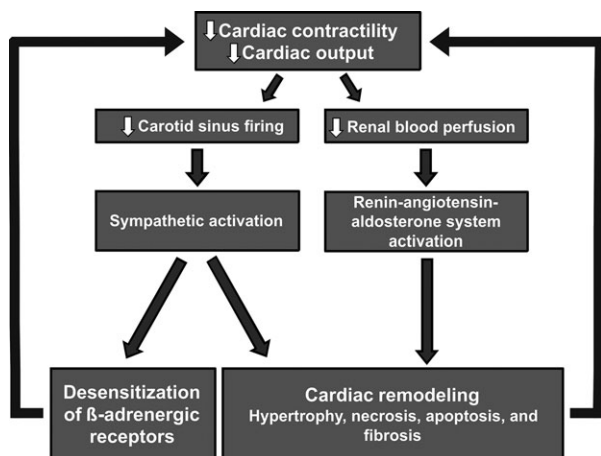 Cardiac contractility
Cardiac output
Carotid sinus firing
Renal blood perfusion
Sympathetic activation
Renin-angiotensin-
aldosterone system
activation
Desensitization
of ß-adrenergic
receptors
Cardiac remodeling
Hypertrophy, necrosis, apoptosis, and
fibrosis